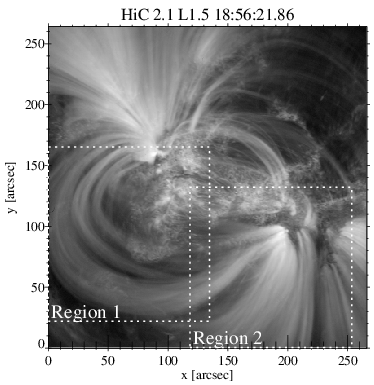 HiC 2.1 L1.5 18:56:21.86
250
200
150
100
50
0
y [arcsec]
Region 1
Region 2
0 50 100 150 200 250
x [arcsec]